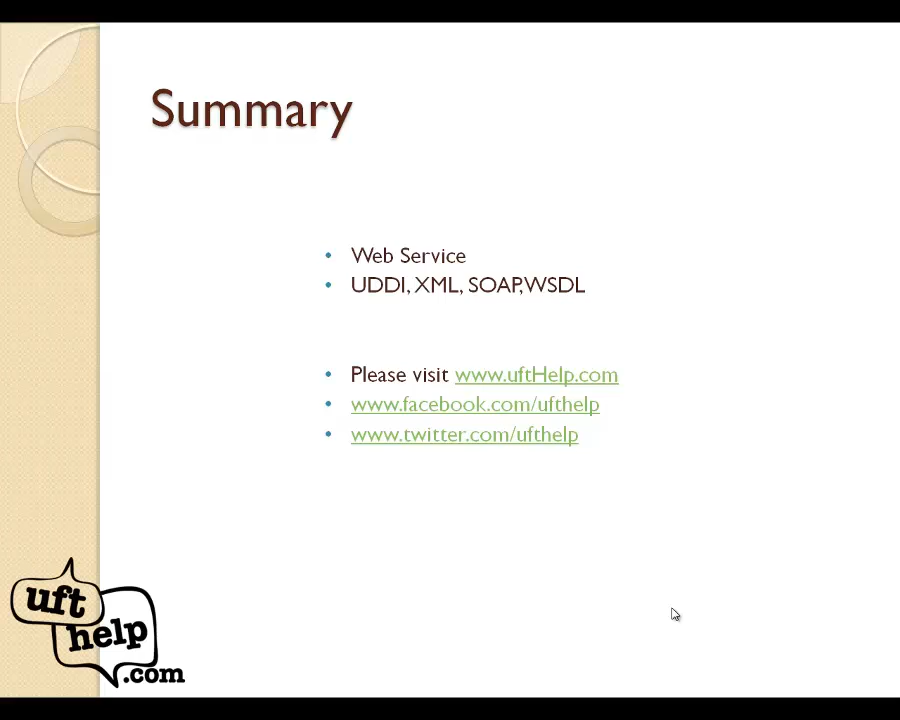 Summary
• Web Service
• UDDI, XML, SOAP,WSDL
• Please visit www.uftHelp.com
• www.facebook.com/ufthelp
• www.twitter.com/ufthelp
uft
help
.com